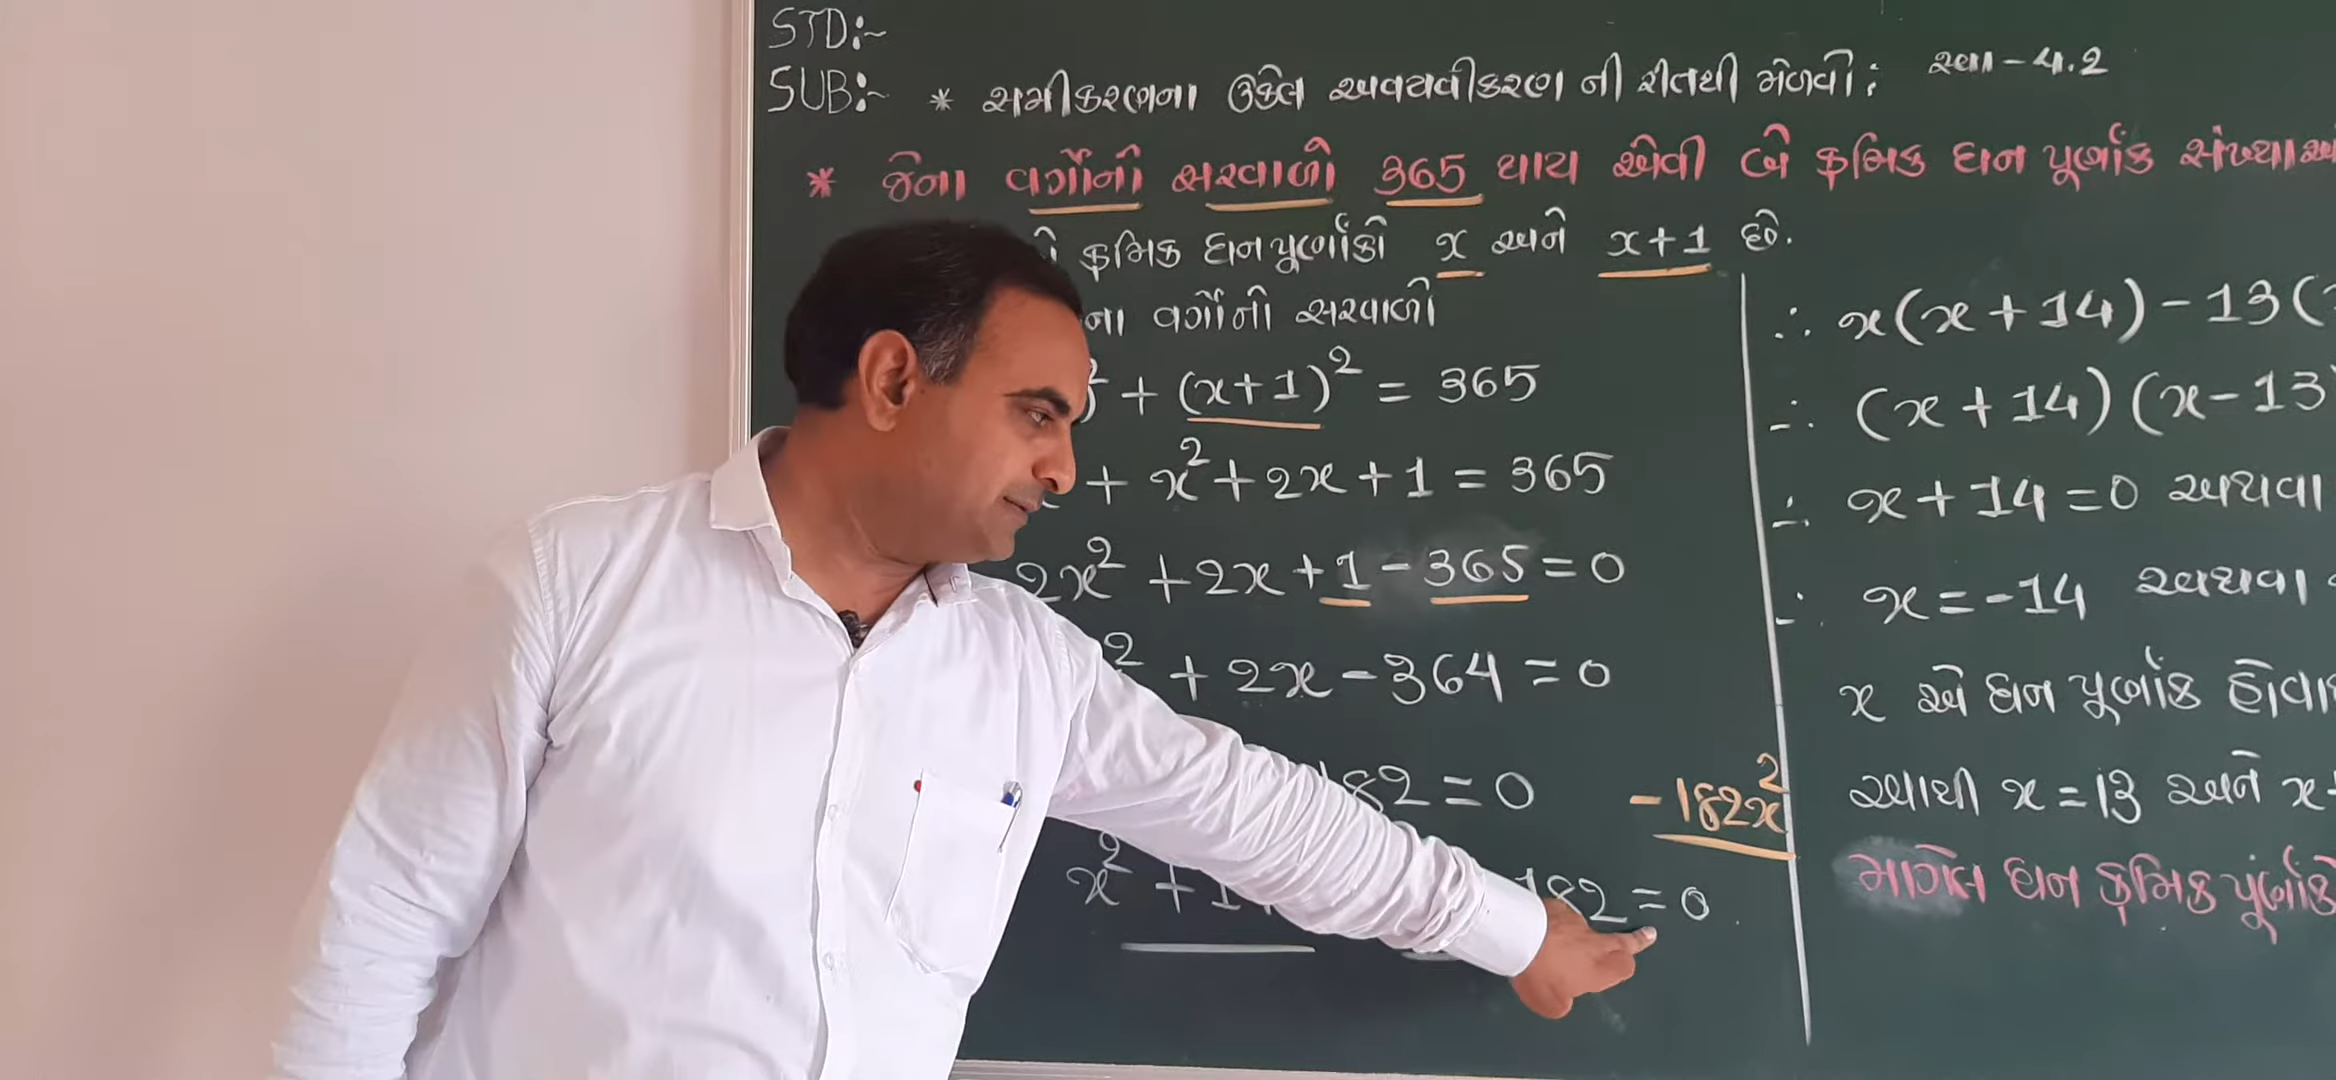 STD:-
SUB:- * સમીકરણના ઉકેલ અવયવીકરણ ની રીતથી મેળવો: સ્વા-4.2
* જેના વર્ગોનો સરવાળો 365 થાય એવી બે ક્રમિક ધન પૂર્ણાંક
ક્રમિક ધન પૂર્ણાંકો x અને x+1 છે.
ના વર્ગોનો સરવાળો
+ (x+1)² = 365
+ x² + 2x + 1 = 365
2x² + 2x + 1 - 365 = 0
² + 2x - 364 = 0
182 = 0
-182x²
x² + 182 = 0
∴ x(x+14) - 13(
∴ (x+14)(x-13
∴ x+14 = 0 અથવા
∴ x = -14 અથવા
x એ ધન પૂર્ણાંક
આથી x = 13 અને x
માગેલ ધન ક્રમિક પૂર્ણાંકો